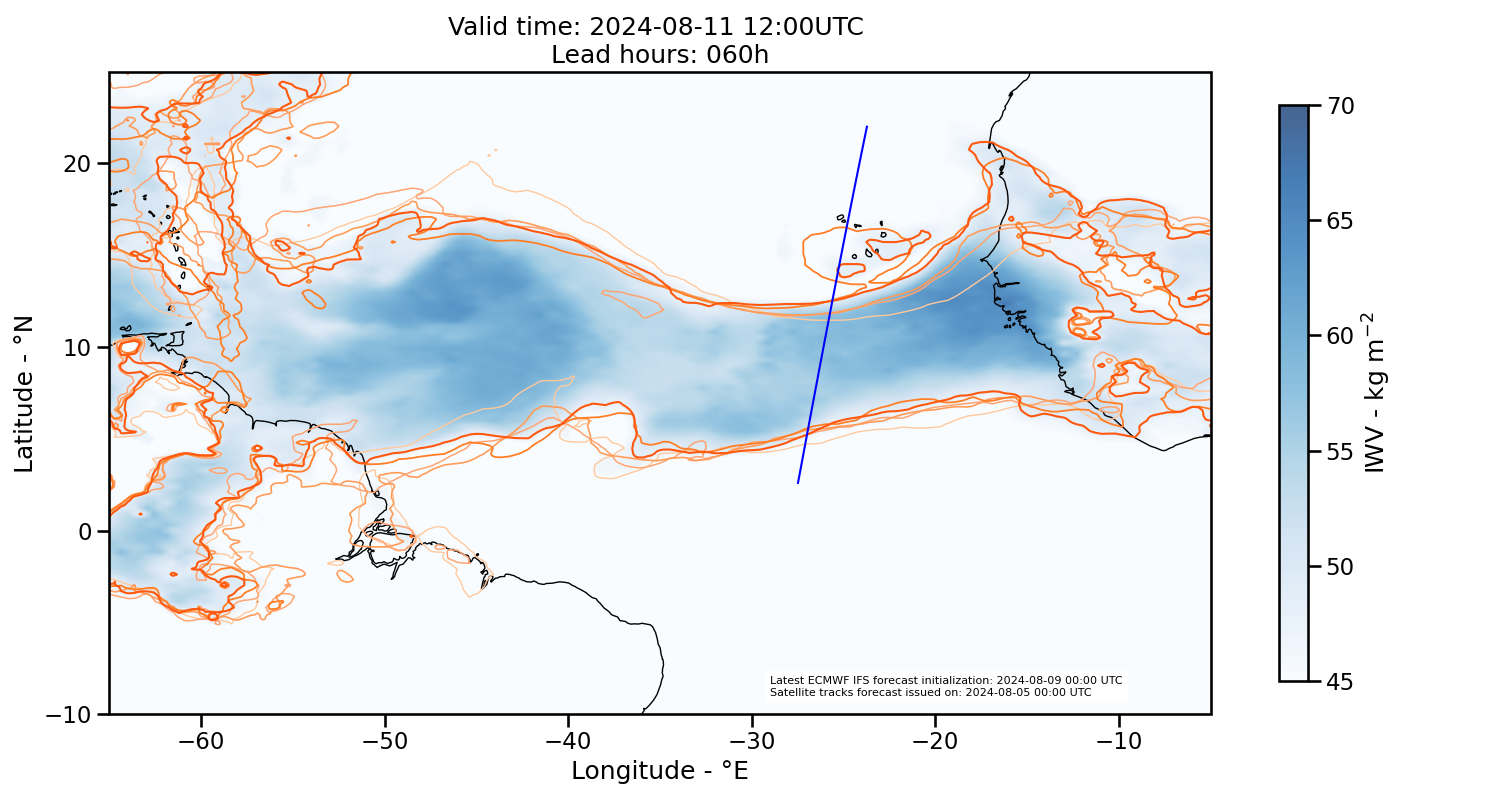 Valid time: 2024-08-11 12:00UTC
Lead hours: 060h
20
10
0
−10
Latitude - °N
−60
−50
−40
−30
−20
−10
Longitude - °E
Latest ECMWF IFS forecast initialization: 2024-08-09 00:00 UTC
Satellite tracks forecast issued on: 2024-08-05 00:00 UTC
70
65
60
55
50
45
IWV - kg m⁻²